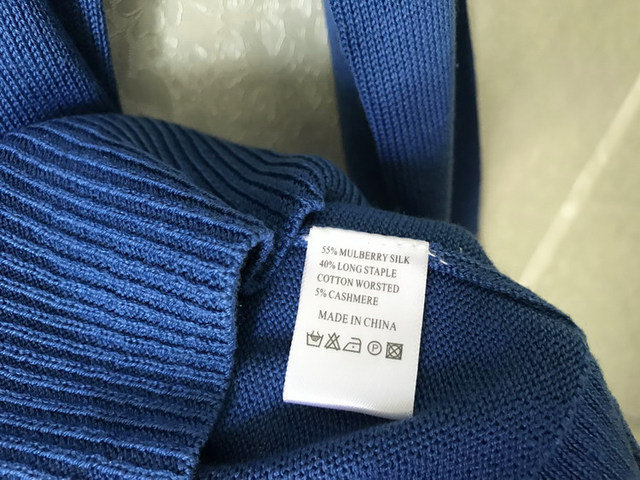 55% MULBERRY SILK
40% LONG STAPLE
COTTON WORSTED
5% CASHMERE
MADE IN CHINA
P